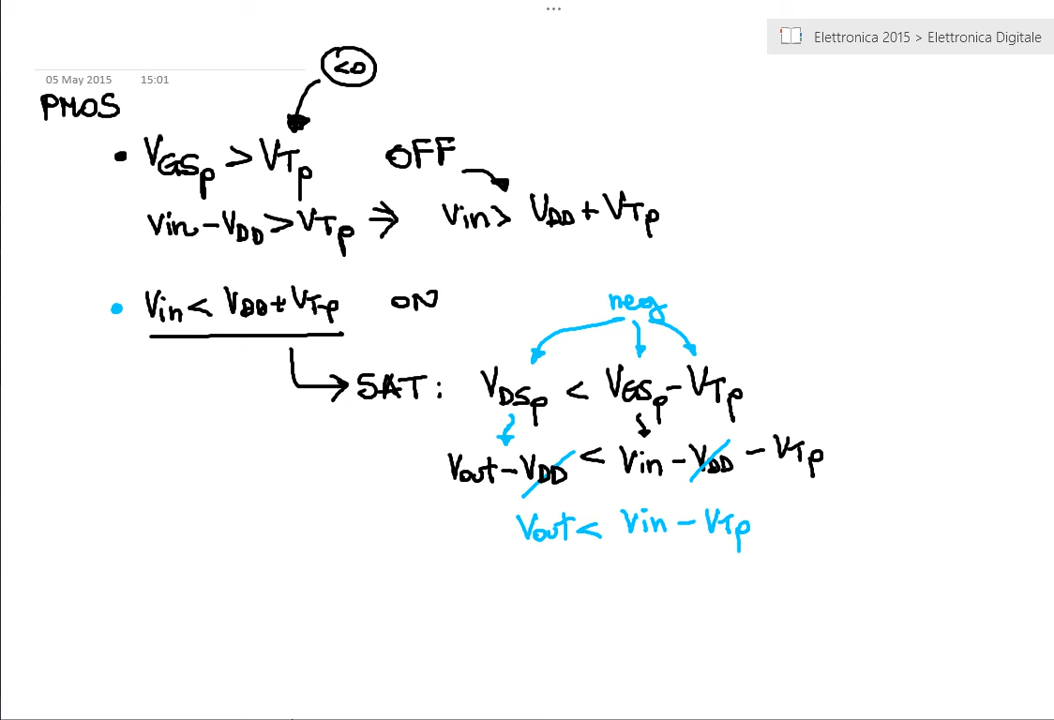 Elettronica 2015 > Elettronica Digitale
<0
05 May 2015 15:01
PMOS
• VGSp > VTp OFF
Vin - VDD > VTp ⇒ Vin > VDD + VTp
• Vin < VDD + VTp ON
neg
SAT: VDSp < VGSp - VTp
Vout - VDD < Vin - VDD - VTp
Vout < Vin - VTp